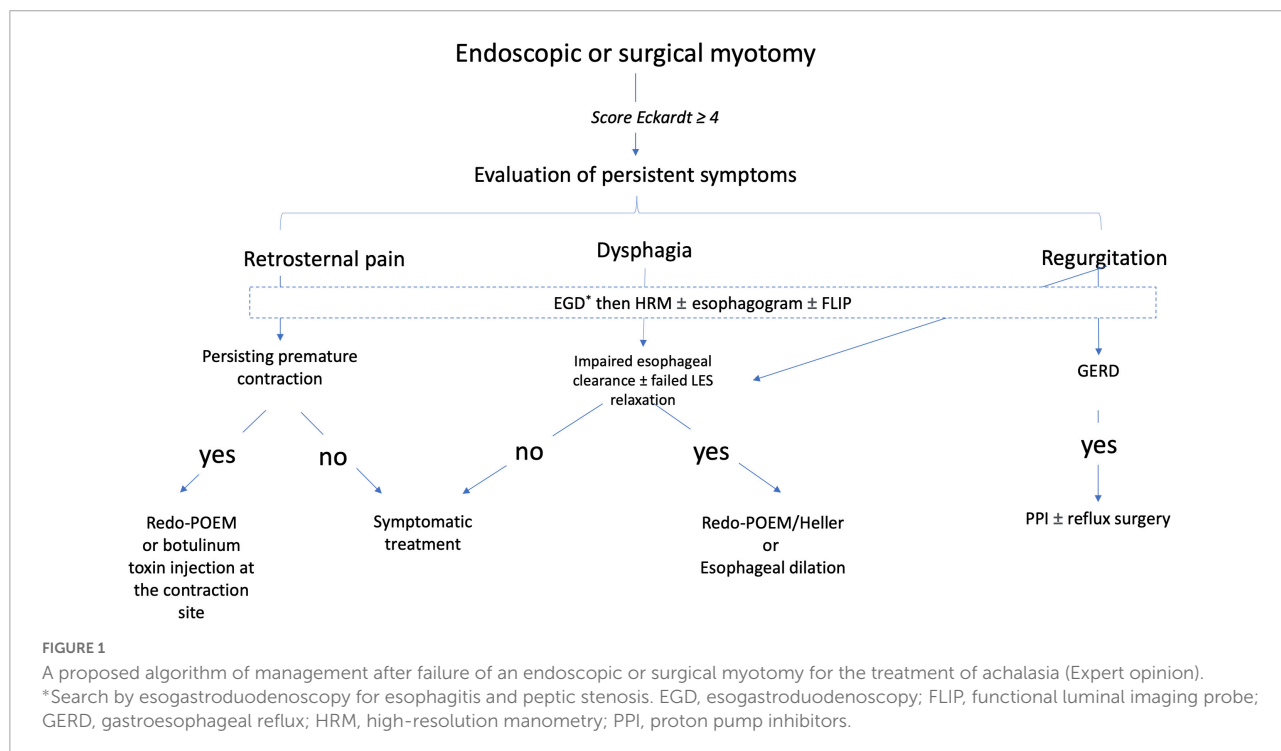 Endoscopic or surgical myotomy
Score Eckardt ≥ 4
Evaluation of persistent symptoms
Retrosternal pain
Dysphagia
Regurgitation
EGD* then HRM ± esophagogram ± FLIP
Persisting premature
contraction
Impaired esophageal
clearance ± failed LES
relaxation
GERD
yes
no
no
yes
yes
Redo-POEM
or botulinum
toxin injection at
the contraction
site
Symptomatic
treatment
Redo-POEM/Heller
or
Esophageal dilation
PPI ± reflux surgery
FIGURE 1
A proposed algorithm of management after failure of an endoscopic or surgical myotomy for the treatment of achalasia (Expert opinion).
*Search by esogastroduodenoscopy for esophagitis and peptic stenosis. EGD, esogastroduodenoscopy; FLIP, functional luminal imaging probe;
GERD, gastroesophageal reflux; HRM, high-resolution manometry; PPI, proton pump inhibitors.